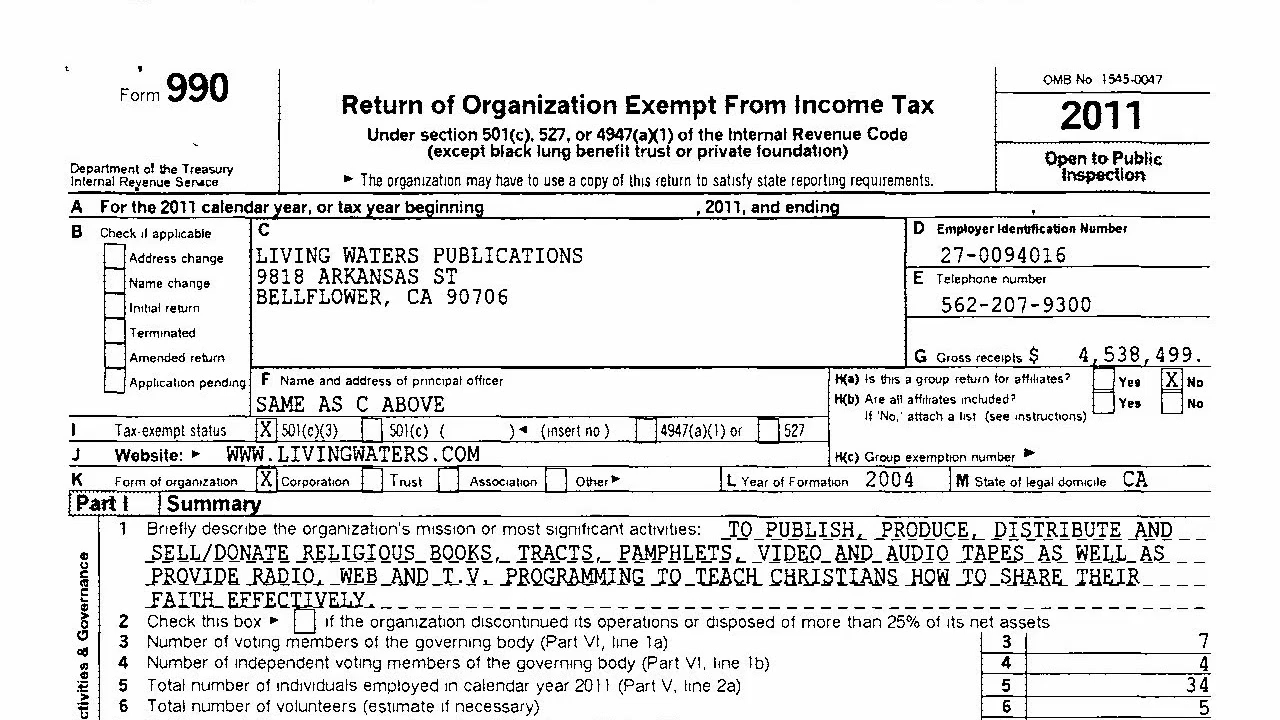 Form 990
Return of Organization Exempt From Income Tax
Under section 501(c), 527, or 4947(a)(1) of the Internal Revenue Code
(except black lung benefit trust or private foundation)
Department of the Treasury
Internal Revenue Service
► The organization may have to use a copy of this return to satisfy state reporting requirements.
OMB No 1545-0047
2011
Open to Public
Inspection
A For the 2011 calendar year, or tax year beginning , 2011, and ending ,
B Check if applicable
Address change
Name change
Initial return
Terminated
Amended return
Application pending
C
LIVING WATERS PUBLICATIONS
9818 ARKANSAS ST
BELLFLOWER, CA 90706
D Employer Identification Number
27-0094016
E Telephone number
562-207-9300
G Gross receipts $ 4,538,499.
F Name and address of principal officer
SAME AS C ABOVE
H(a) Is this a group return for affiliates? Yes X No
H(b) Are all affiliates included? Yes No
If 'No,' attach a list (see instructions)
I Tax-exempt status X 501(c)(3) 501(c) ( )◄ (insert no ) 4947(a)(1) or 527
J Website: ► WWW.LIVINGWATERS.COM
H(c) Group exemption number ►
K Form of organization X Corporation Trust Association Other►
L Year of Formation 2004
M State of legal domicile CA
Part I Summary
1 Briefly describe the organization's mission or most significant activities: TO PUBLISH, PRODUCE, DISTRIBUTE AND
SELL/DONATE RELIGIOUS BOOKS, TRACTS, PAMPHLETS, VIDEO AND AUDIO TAPES AS WELL AS
PROVIDE RADIO, WEB AND T.V. PROGRAMMING TO TEACH CHRISTIANS HOW TO SHARE THEIR
FAITH EFFECTIVELY.
2 Check this box ► if the organization discontinued its operations or disposed of more than 25% of its net assets
3 Number of voting members of the governing body (Part VI, line 1a) 3 7
4 Number of independent voting members of the governing body (Part VI, line 1b) 4 4
5 Total number of individuals employed in calendar year 2011 (Part V, line 2a) 5 34
6 Total number of volunteers (estimate if necessary) 6 5
ctivities & Governance